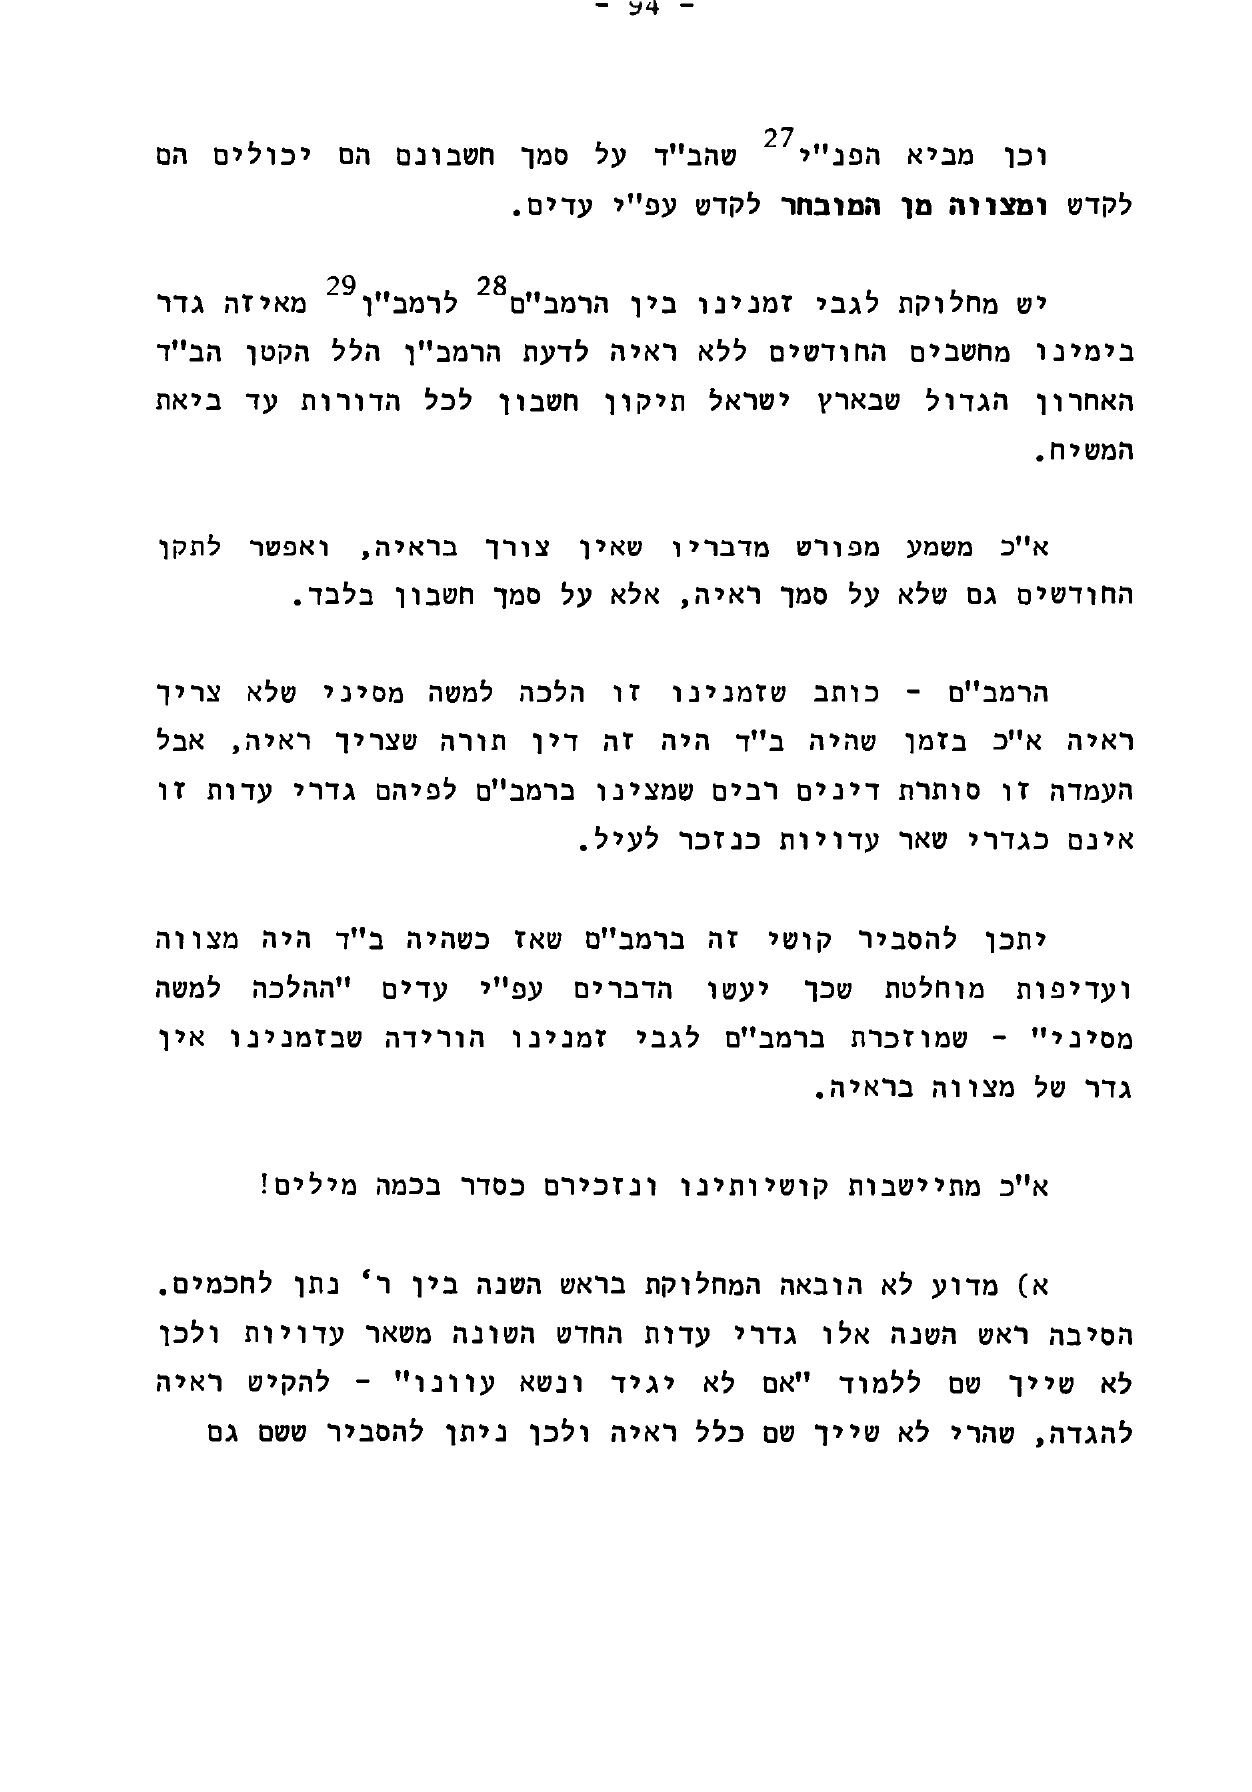 - 94 -
וכן מביא הפנ"י27 שהב"ד על סמך חשבונם הם יכולים הם
לקדש ומצווה מן המובחר לקדש עפ"י עדים.
יש מחלוקת לגבי זמנינו בין הרמב"ם28 לרמב"ן29 מאיזה גדר
בימינו מחשבים החודשים ללא ראיה לדעת הרמב"ן הלל הקטן הב"ד
האחרון הגדול שבארץ ישראל תיקון חשבון לכל הדורות עד ביאת
המשיח.
א"כ משמע מפורש מדבריו שאין צורך בראיה, ואפשר לתקן
החודשים גם שלא על סמך ראיה, אלא על סמך חשבון בלבד.
הרמב"ם - כותב שזמנינו זו הלכה למשה מסיני שלא צריך
ראיה א"כ בזמן שהיה ב"ד היה זה דין תורה שצריך ראיה, אבל
העמדה זו סותרת דינים רבים שמצינו ברמב"ם לפיהם גדרי עדות זו
אינם כגדרי שאר עדויות כנזכר לעיל.
יתכן להסביר קושי זה ברמב"ם שאז כשהיה ב"ד היה מצווה
ועדיפות מוחלטת שכך יעשו הדברים עפ"י עדים "ההלכה למשה
מסיני" - שמוזכרת ברמב"ם לגבי זמנינו הורידה שבזמנינו אין
גדר של מצווה בראיה.
א"כ מתיישבות קושיותינו ונזכירם כסדר בכמה מילים!
א) מדוע לא הובאה המחלוקת בראש השנה בין ר' נתן לחכמים.
הסיבה ראש השנה אלו גדרי עדות החדש השונה משאר עדויות ולכן
לא שייך שם ללמוד "אם לא יגיד ונשא עוונו" - להקיש ראיה
להגדה, שהרי לא שייך שם כלל ראיה ולכן ניתן להסביר ששם גם